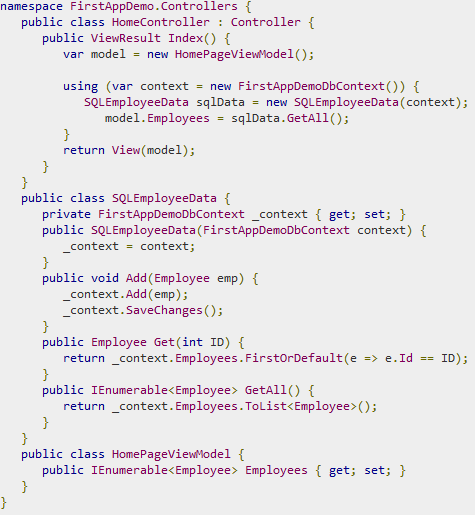 namespace FirstAppDemo.Controllers {
   public class HomeController : Controller {
      public ViewResult Index() {
         var model = new HomePageViewModel();

         using (var context = new FirstAppDemoDbContext()) {
            SQLEmployeeData sqlData = new SQLEmployeeData(context);
               model.Employees = sqlData.GetAll();
         }
         return View(model);
      }
   }
   public class SQLEmployeeData {
      private FirstAppDemoDbContext _context { get; set; }
      public SQLEmployeeData(FirstAppDemoDbContext context) {
         _context = context;
      }
      public void Add(Employee emp) {
         _context.Add(emp);
         _context.SaveChanges();
      }
      public Employee Get(int ID) {
         return _context.Employees.FirstOrDefault(e => e.Id == ID);
      }
      public IEnumerable<Employee> GetAll() {
         return _context.Employees.ToList<Employee>();
      }
   }
   public class HomePageViewModel {
      public IEnumerable<Employee> Employees { get; set; }
   }
}